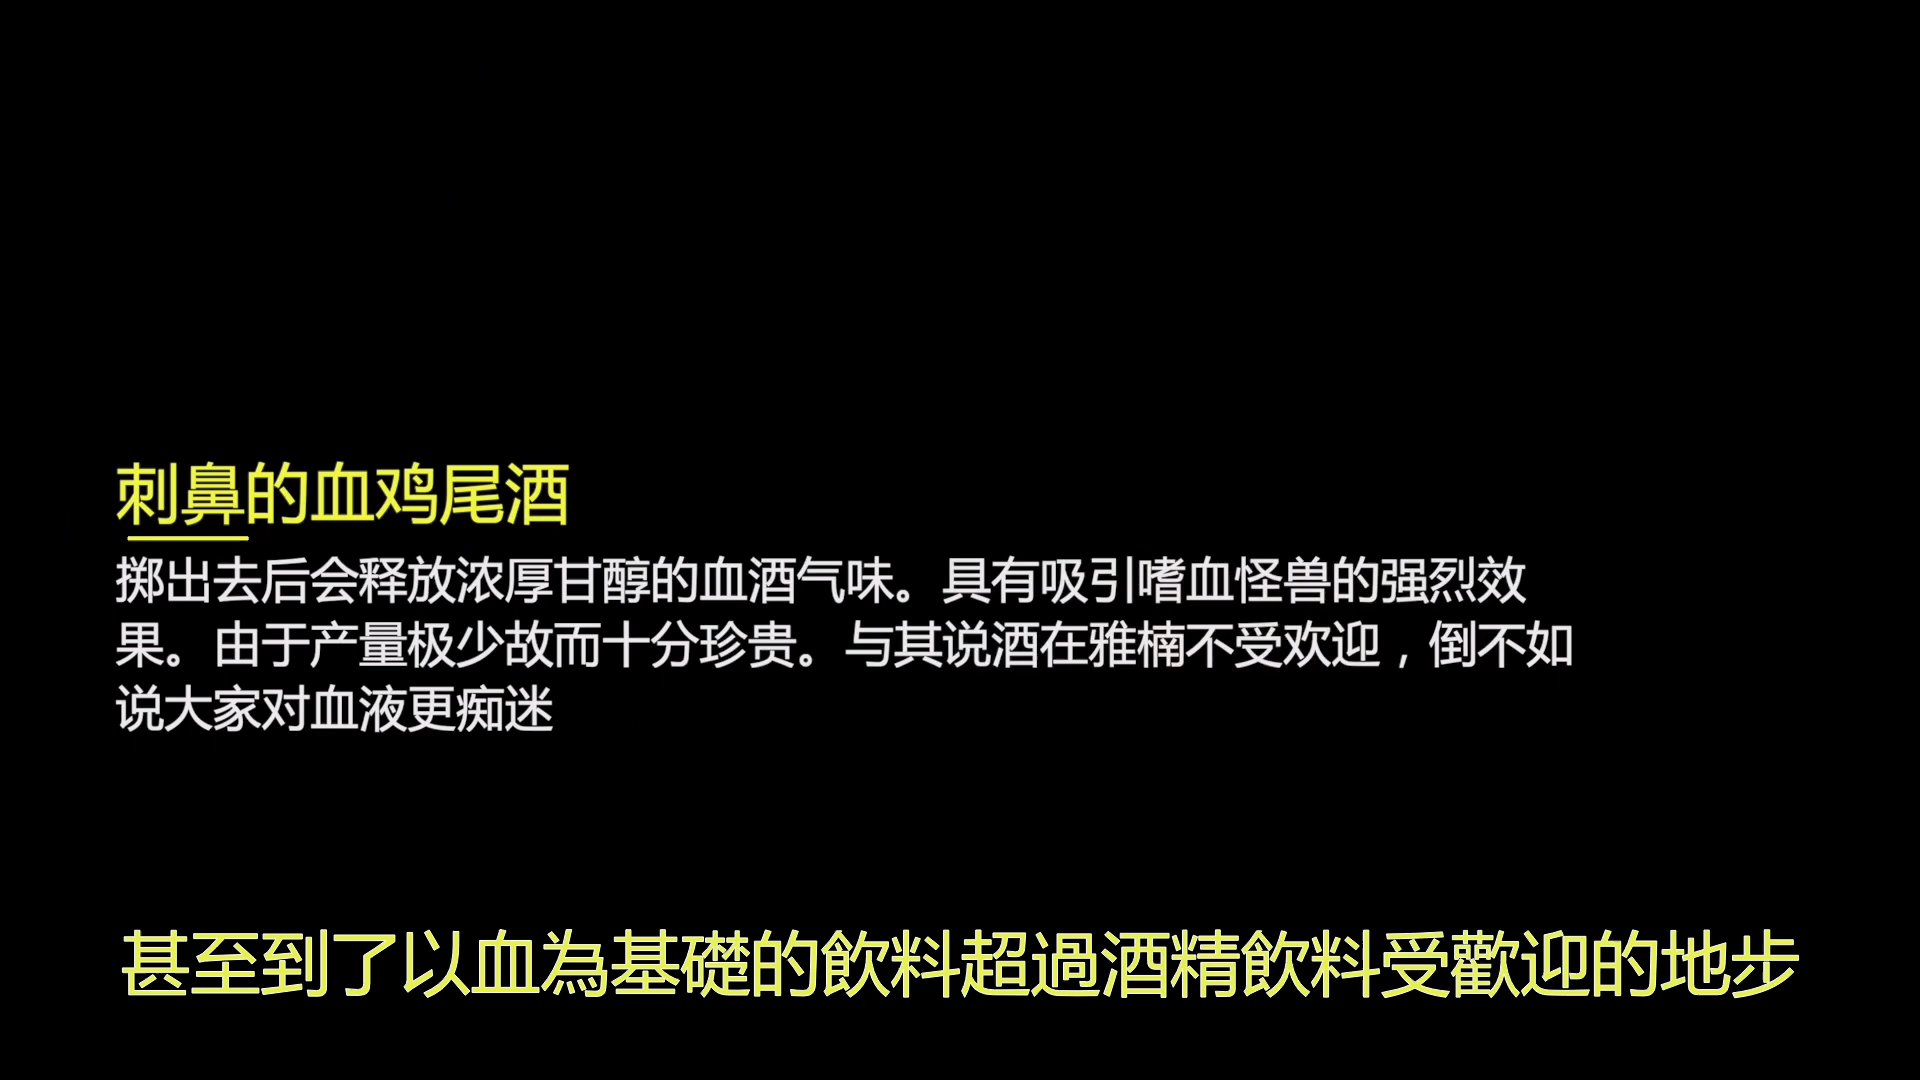 刺鼻的血鸡尾酒
掷出去后会释放浓厚甘醇的血酒气味。具有吸引嗜血怪兽的强烈效
果。由于产量极少故而十分珍贵。与其说酒在雅楠不受欢迎，倒不如
说大家对血液更痴迷
甚至到了以血為基礎的飲料超過酒精飲料受歡迎的地步